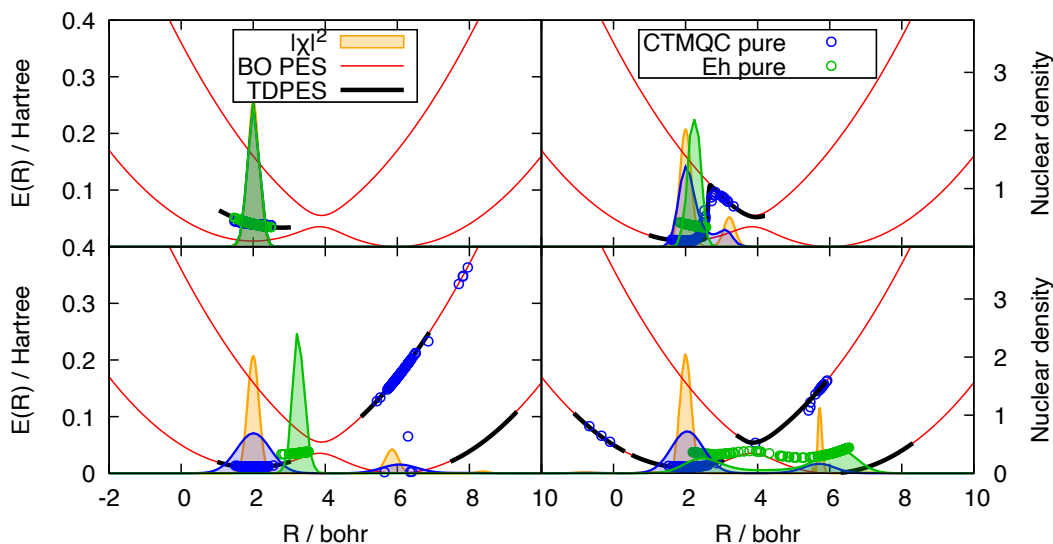 0.4
0.3
0.2
0.1
0.4
E(R) / Hartree
|χ|²
BO PES
TDPES
CTMQC pure
Eh pure
3
2
1
Nuclear density
0.3
0.2
0.1
0
E(R) / Hartree
3
2
1
0
Nuclear density
-2 0 2 4 6 8 10 0 2 4 6 8 10
R / bohr R / bohr